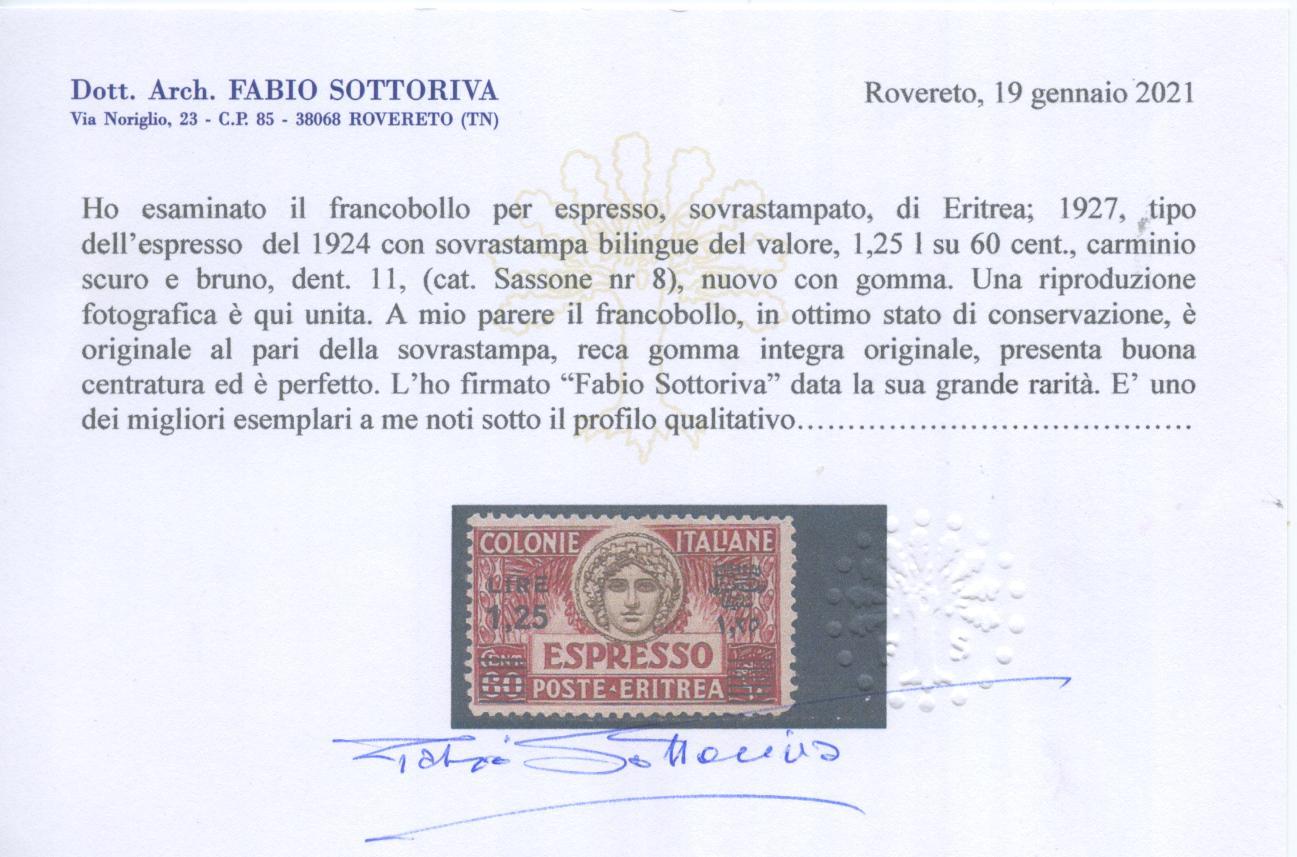 Dott. Arch. FABIO SOTTORIVA
Via Noriglio, 23 - C.P. 85 - 38068 ROVERETO (TN)
Rovereto, 19 gennaio 2021
Ho esaminato il francobollo per espresso, sovrastampato, di Eritrea; 1927, tipo
dell’espresso del 1924 con sovrastampa bilingue del valore, 1,25 l su 60 cent., carminio
scuro e bruno, dent. 11, (cat. Sassone nr 8), nuovo con gomma. Una riproduzione
fotografica è qui unita. A mio parere il francobollo, in ottimo stato di conservazione, è
originale al pari della sovrastampa, reca gomma integra originale, presenta buona
centratura ed è perfetto. L’ho firmato “Fabio Sottoriva” data la sua grande rarità. E’ uno
dei migliori esemplari a me noti sotto il profilo qualitativo……………………………………
COLONIE ITALIANE
LIRE
1,25 ١,٢٥
ESPRESSO
CENT.
60 POSTE·ERITREA
S
Fabio Sottoriva